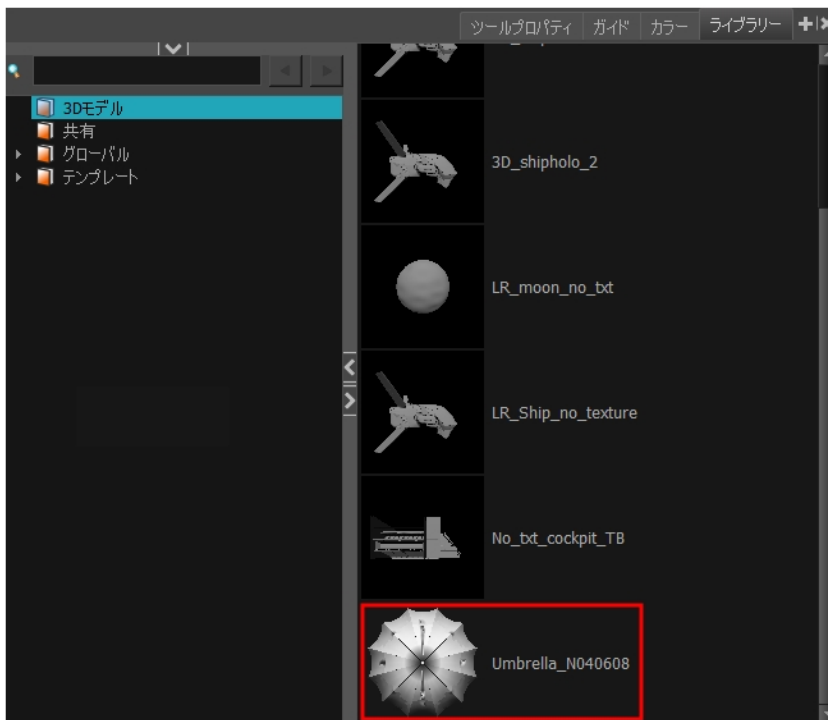 ツールプロパティ ガイド カラー ライブラリー
3Dモデル
共有
グローバル
テンプレート
3D_shipholo_2
LR_moon_no_txt
LR_Ship_no_texture
No_txt_cockpit_TB
Umbrella_N040608